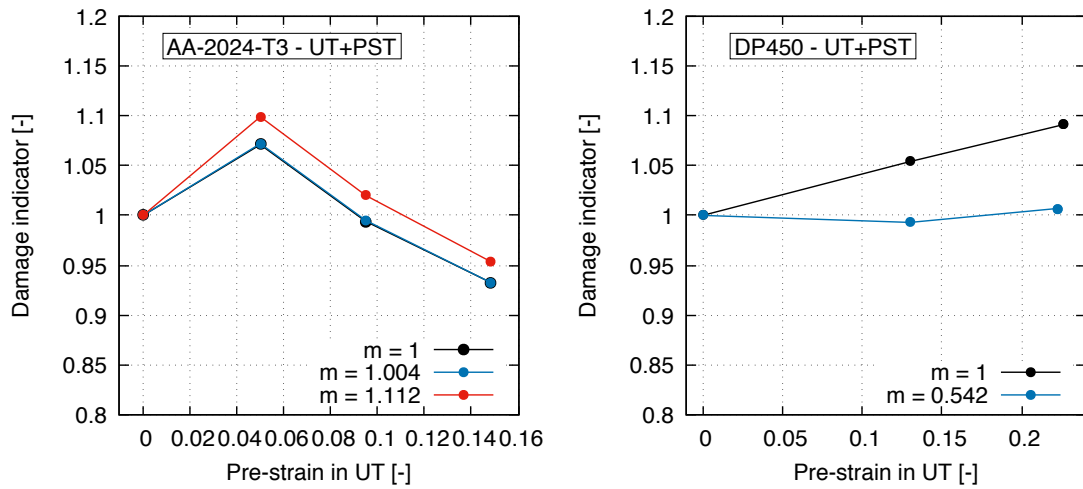 AA-2024-T3 - UT+PST
Damage indicator [-]
1.2
1.15
1.1
1.05
1
0.95
0.9
0.85
0.8
m = 1
m = 1.004
m = 1.112
0 0.02 0.04 0.06 0.08 0.1 0.12 0.14 0.16
Pre-strain in UT [-]
DP450 - UT+PST
Damage indicator [-]
1.2
1.15
1.1
1.05
1
0.95
0.9
0.85
0.8
m = 1
m = 0.542
0 0.05 0.1 0.15 0.2
Pre-strain in UT [-]